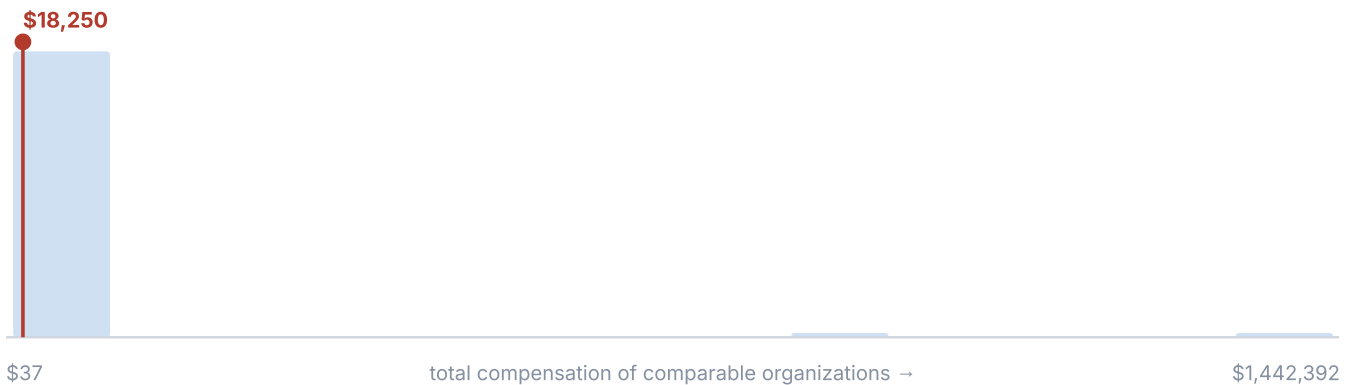 $18,250
$37 total compensation of comparable organizations → $1,442,392